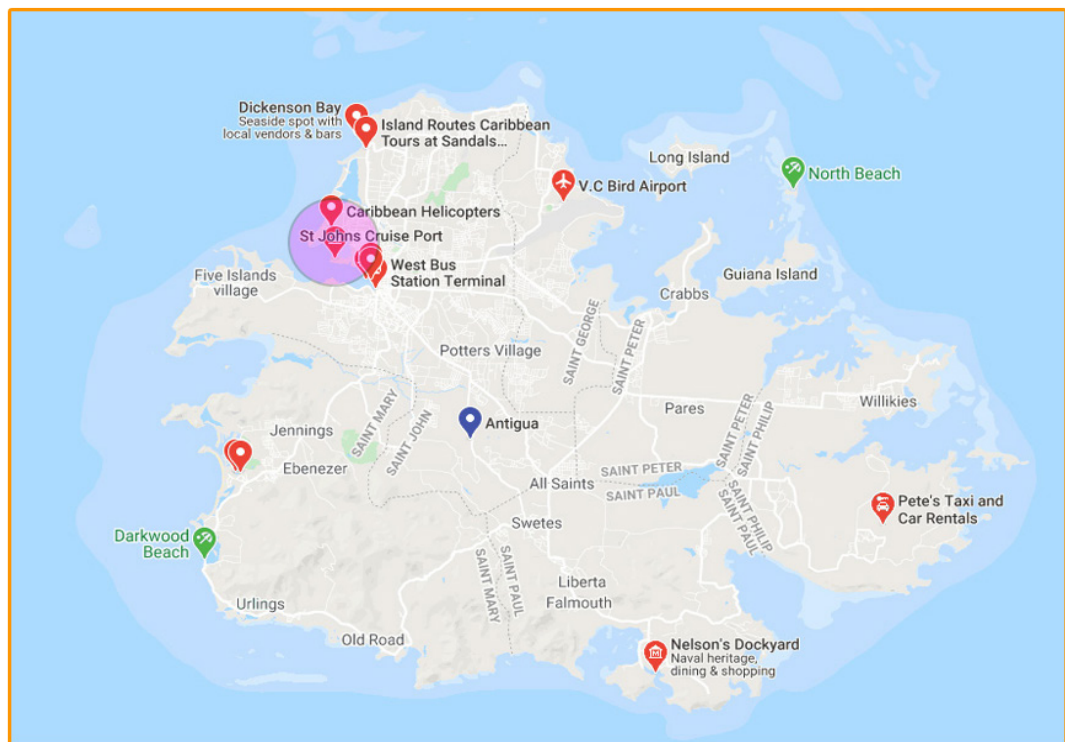 Dickenson Bay
Seaside spot with
local vendors & bars
Island Routes Caribbean
Tours at Sandals...
Long Island
North Beach
V.C Bird Airport
Caribbean Helicopters
St Johns Cruise Port
West Bus
Station Terminal
Five Islands
village
Guiana Island
Crabbs
SAINT GEORGE
SAINT PETER
Potters Village
SAINT MARY
SAINT JOHN
Pares
Willikies
SAINT PETER
SAINT PHILIP
Antigua
Jennings
Ebenezer
All Saints
SAINT PETER
SAINT PAUL
SAINT PHILIP
SAINT PAUL
Pete's Taxi and
Car Rentals
Swetes
Darkwood
Beach
SAINT MARY
SAINT PAUL
Liberta
Falmouth
Urlings
Old Road
Nelson's Dockyard
Naval heritage,
dining & shopping